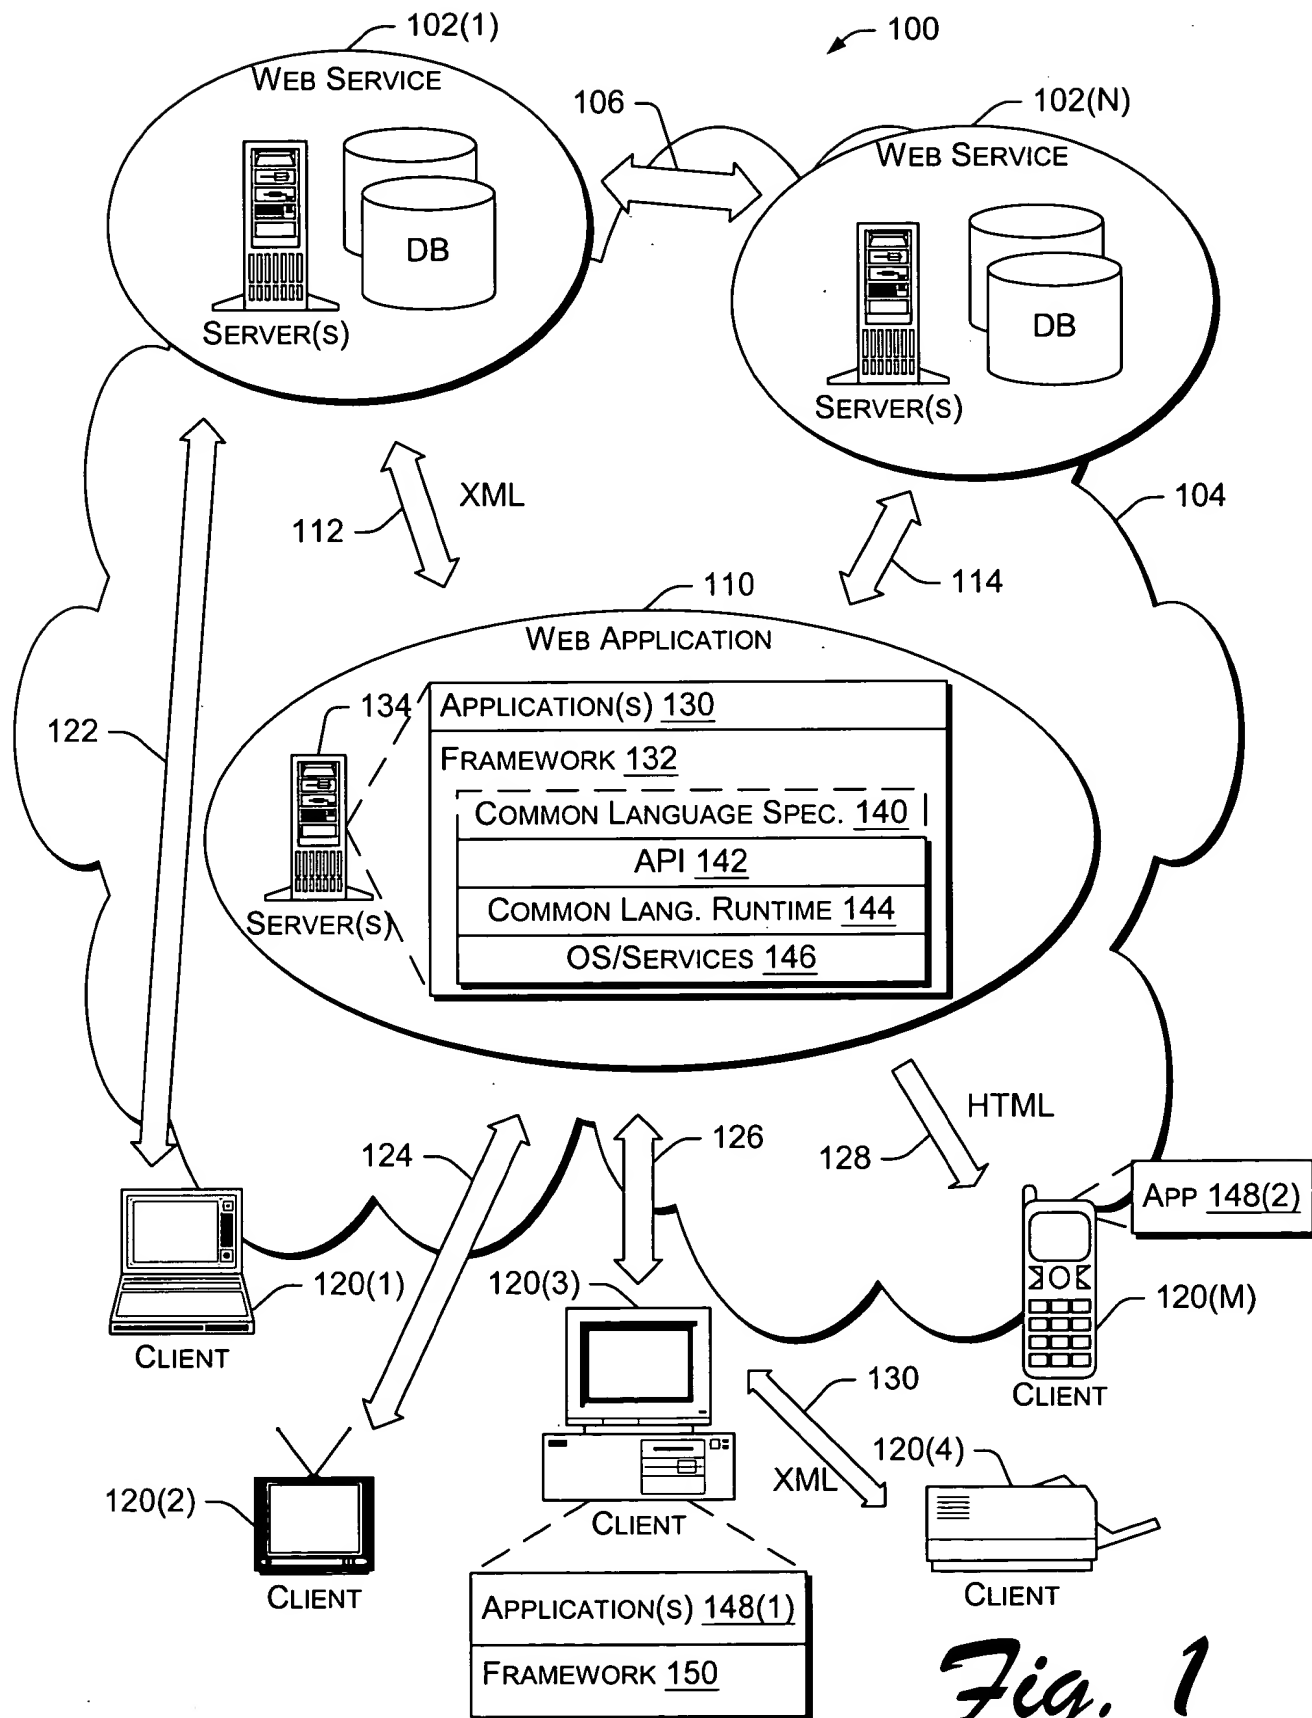 102(1)
100
WEB SERVICE
106
102(N)
WEB SERVICE
DB
SERVER(S)
DB
SERVER(S)
XML
112
104
114
110
WEB APPLICATION
134
APPLICATION(S) 130
122
FRAMEWORK 132
COMMON LANGUAGE SPEC. 140
API 142
COMMON LANG. RUNTIME 144
SERVER(S)
OS/SERVICES 146
HTML
124
126
128
APP 148(2)
120(1)
120(3)
120(M)
CLIENT
CLIENT
130
120(4)
XML
120(2)
CLIENT
CLIENT
CLIENT
APPLICATION(S) 148(1)
FRAMEWORK 150
Fig. 1